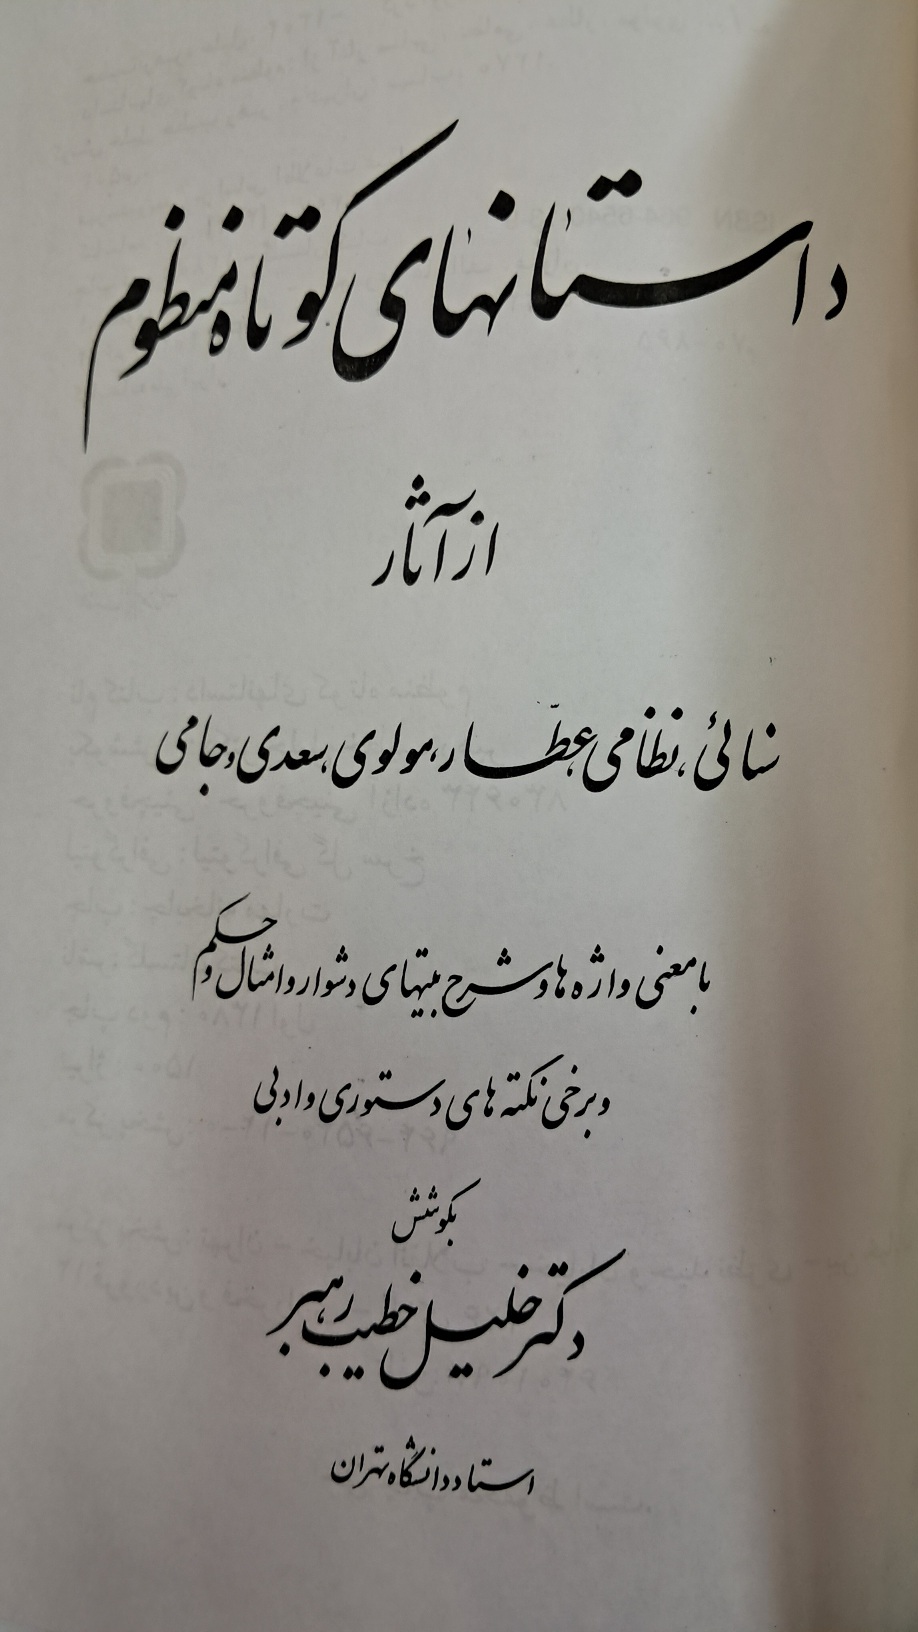 داستانهای کوتاه منظوم
از آثار
سنائی، نظامی، عطّار، مولوی، سعدی و جامی
با معنی واژه ها و شرح بیتهای دشوار و امثال و حکم
و برخی نکته های دستوری و ادبی
بکوشش
دکتر خلیل خطیب رهبر
استاد دانشگاه تهران